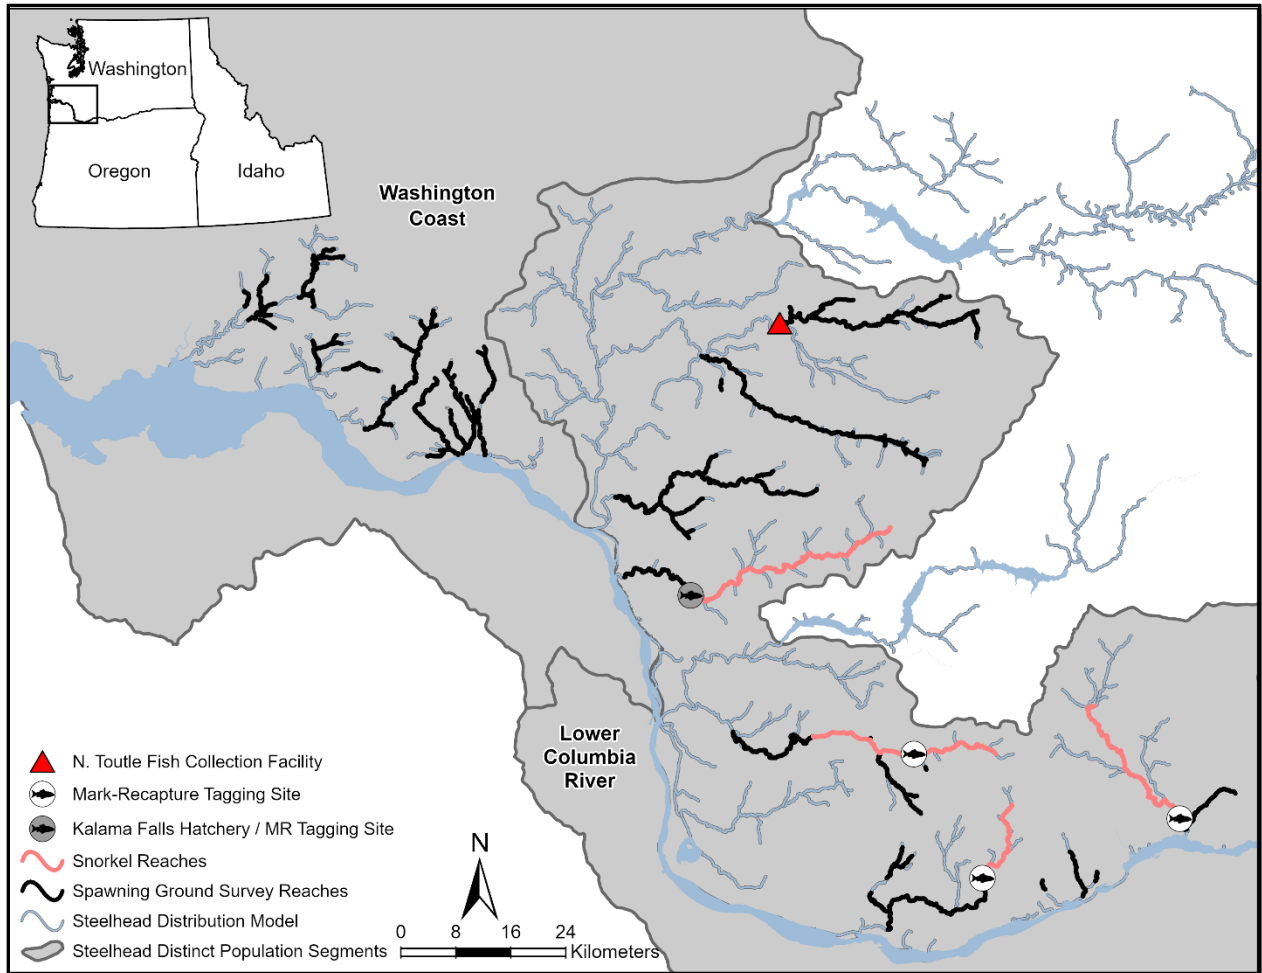 Washington
Oregon
Idaho
Washington
Coast
Lower
Columbia
River
N. Toutle Fish Collection Facility
Mark-Recapture Tagging Site
Kalama Falls Hatchery / MR Tagging Site
Snorkel Reaches
Spawning Ground Survey Reaches
Steelhead Distribution Model
Steelhead Distinct Population Segments
N
0 8 16 24
Kilometers